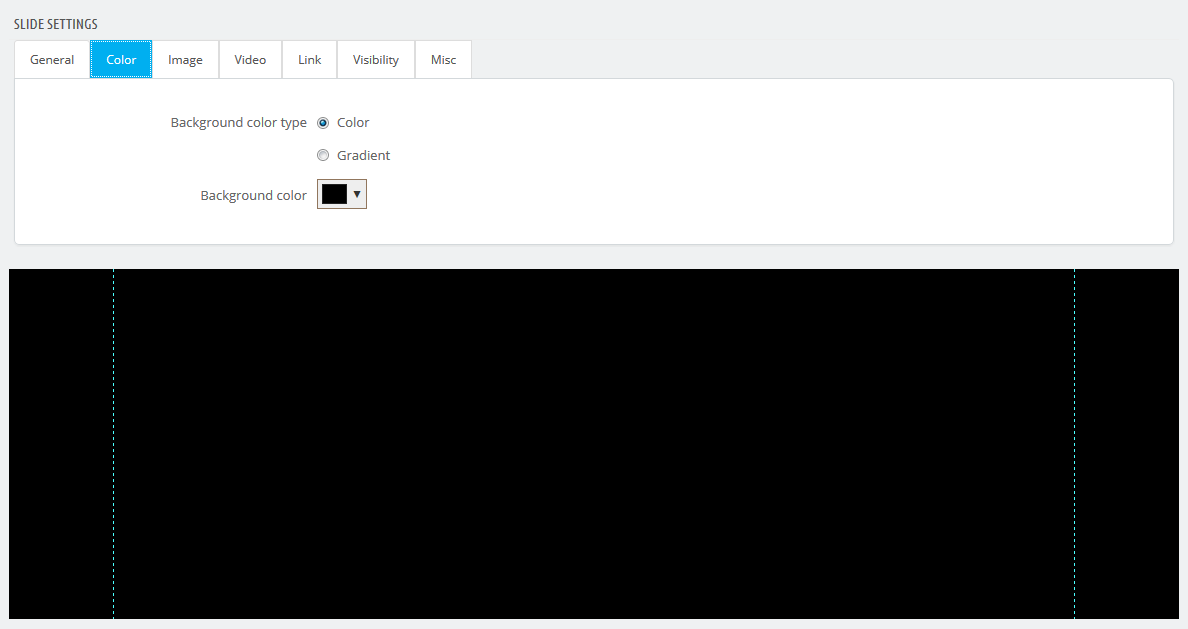 SLIDE SETTINGS
General Color Image Video Link Visibility Misc
Background color type Color
Gradient
Background color